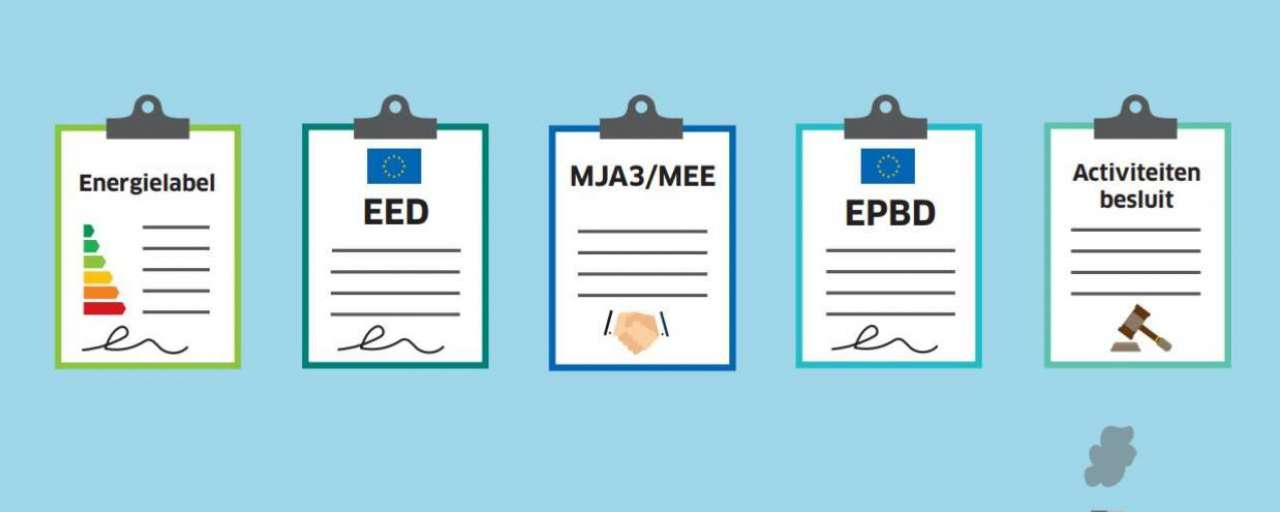 Energielabel
EED
MJA3/MEE
EPBD
Activiteiten
besluit